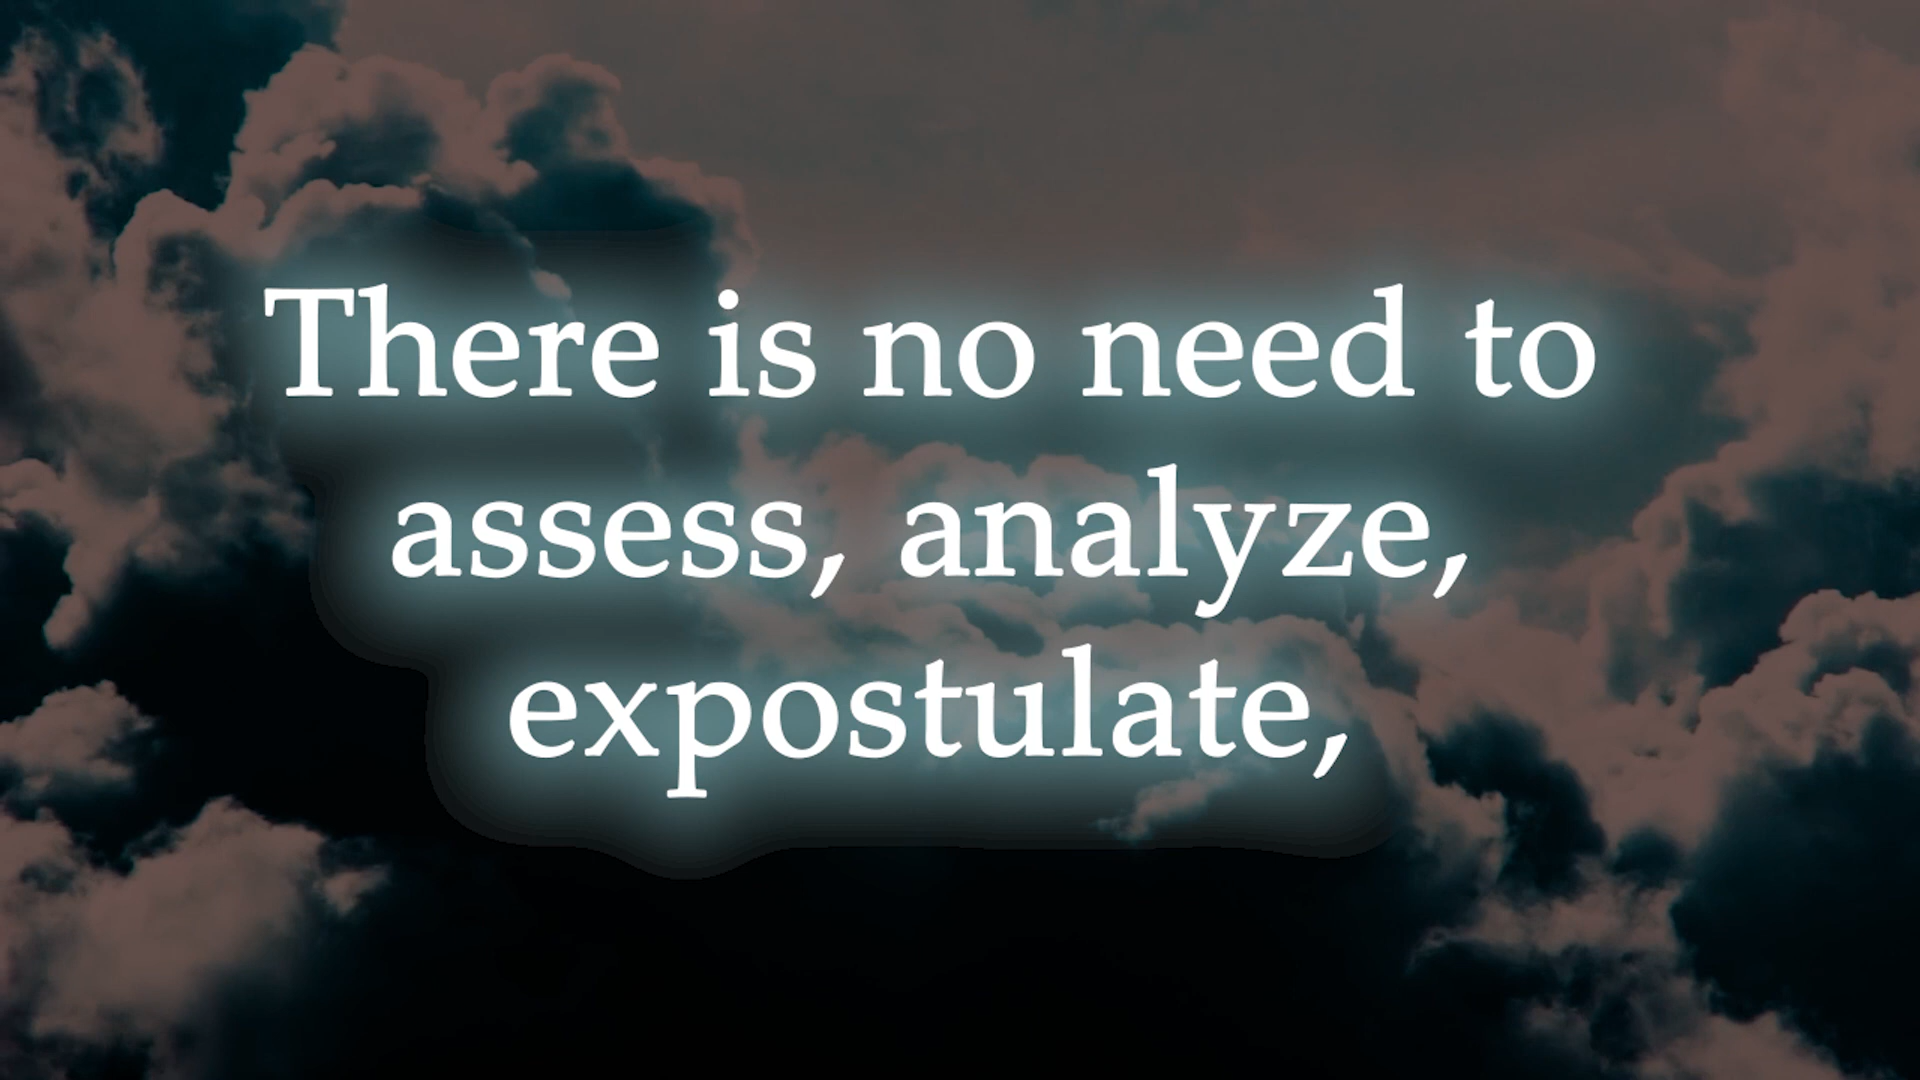 There is no need to
assess, analyze,
expostulate,